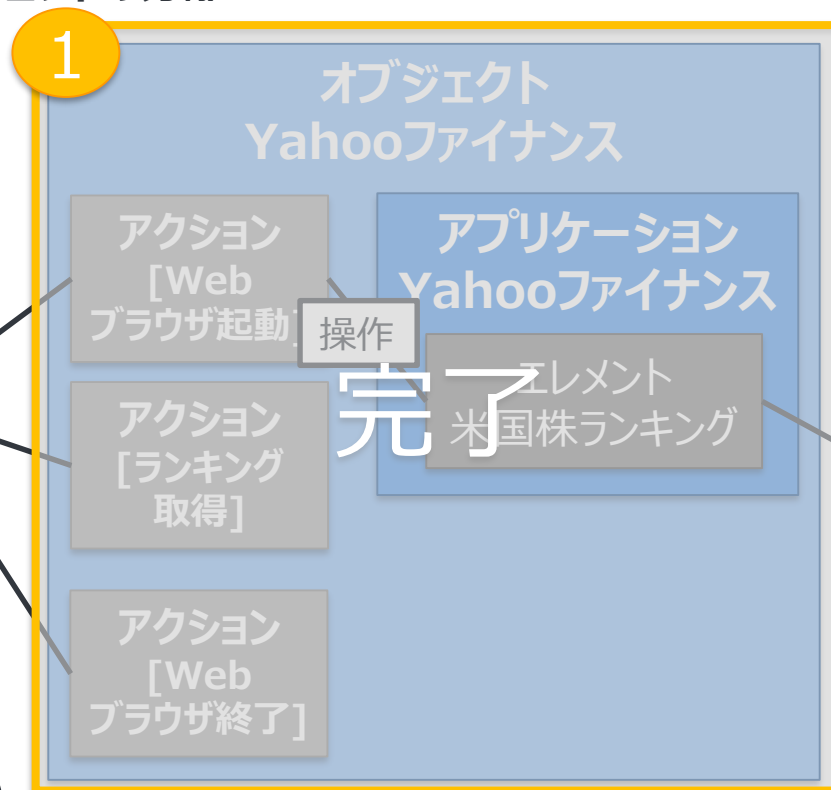 1
オブジェクト
Yahooファイナンス
アクション
[Web
ブラウザ起動]
アプリケーション
Yahooファイナンス
操作
完了
エレメント
米国株ランキング
アクション
[ランキング
取得]
アクション
[Web
ブラウザ終了]